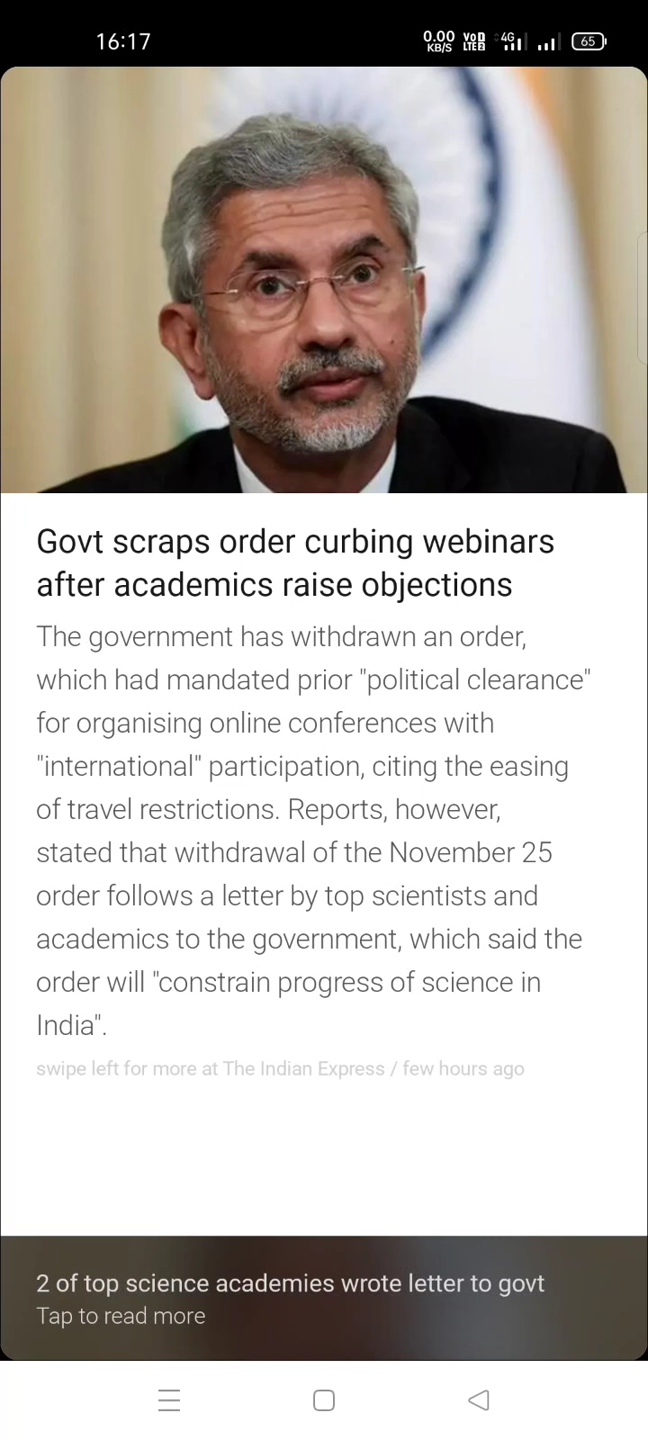 16:17
0.00 KB/S VoD LTE2 4G 65
Govt scraps order curbing webinars
after academics raise objections
The government has withdrawn an order,
which had mandated prior "political clearance"
for organising online conferences with
"international" participation, citing the easing
of travel restrictions. Reports, however,
stated that withdrawal of the November 25
order follows a letter by top scientists and
academics to the government, which said the
order will "constrain progress of science in
India".
swipe left for more at The Indian Express / few hours ago
2 of top science academies wrote letter to govt
Tap to read more